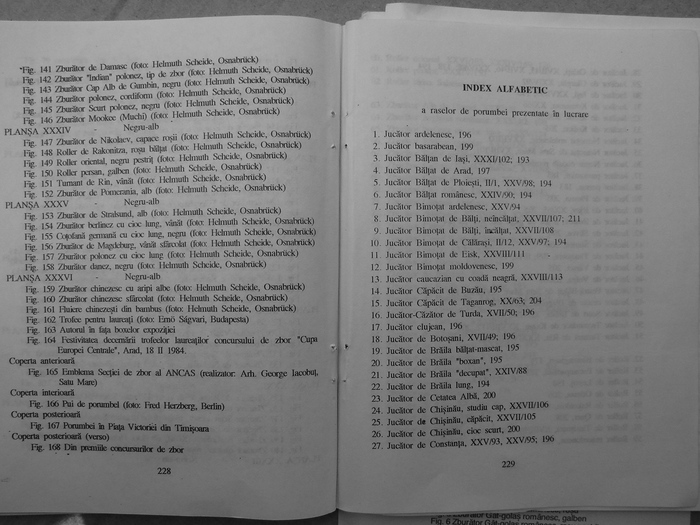 Fig. 141 Zburător de Damasc (foto: Helmuth Scheide, Osnabrück)
Fig. 142 Zburător "Indian" polonez, tip de zbor (foto: Helmuth Scheide, Osnabrück)
Fig. 143 Zburător Cap Alb de Gumbin, negru (foto: Helmuth Scheide, Osnabrück)
Fig. 144 Zburător polonez, cordiform (foto: Helmuth Scheide, Osnabrück)
Fig. 145 Zburător Scurt polonez, negru (foto: Helmuth Scheide, Osnabrück)
Fig. 146 Zburător Mookee (Muchi) (foto: Helmuth Scheide, Osnabrück)
PLANŞA XXXIV Negru-alb
Fig. 147 Zburător de Nikolaev, capace roşii (foto: Helmuth Scheide, Osnabrück)
Fig. 148 Roller de Rakonitza, roşu bălţat (foto: Helmuth Scheide, Osnabrück)
Fig. 149 Roller oriental, negru pestriţ (foto: Helmuth Scheide, Osnabrück)
Fig. 150 Roller persan, galben (foto: Helmuth Scheide, Osnabrück)
Fig. 151 Tumant de Rin, vânăt (foto: Helmuth Scheide, Osnabrück)
Fig. 152 Zburător de Pomerania, alb (foto: Helmuth Scheide, Osnabrück)
PLANŞA XXXV Negru-alb
Fig. 153 Zburător de Stralsund, alb (foto: Helmuth Scheide, Osnabrück)
Fig. 154 Zburător berlinez cu cioc lung, vânăt (foto: Helmuth Scheide, Osnabrück)
Fig. 155 Coţofană germană cu cioc lung, negru (foto: Helmuth Scheide, Osnabrück)
Fig. 156 Zburător de Magdeburg, vânăt sfârcolat (foto: Helmuth Scheide, Osnabrück)
Fig. 157 Zburător polonez cu cioc lung (foto: Helmuth Scheide, Osnabrück)
Fig. 158 Zburător danez, negru (foto: Helmuth Scheide, Osnabrück)
PLANŞA XXXVI Negru-alb
Fig. 159 Zburător chinezesc cu aripi albe (foto: Helmuth Scheide, Osnabrück)
Fig. 160 Zburător chinezesc sfârcolat (foto: Helmuth Scheide, Osnabrück)
Fig. 161 Fluiere chinezeşti din bambus (foto: Helmuth Scheide, Osnabrück)
Fig. 162 Trofee pentru laureaţi (foto: Ernö Ságvari, Budapesta)
Fig. 163 Autorul în faţa boxelor expoziţiei
Fig. 164 Festivitatea decernării trofeelor laureaţilor concursului de zbor "Cupa
Europei Centrale", Arad, 18 II 1984.
Coperta anterioară
Fig. 165 Emblema Secţiei de zbor al ANCAS (realizator: Arh. George Iacobuţ,
Satu Mare)
Coperta interioară
Fig. 166 Pui de porumbel (foto: Fred Herzberg, Berlin)
Coperta posterioară
Fig. 167 Porumbei în Piaţa Victoriei din Timişoara
Coperta posterioară (verso)
Fig. 168 Din premiile concursurilor de zbor
228
INDEX ALFABETIC
a raselor de porumbei prezentate în lucrare
1. Jucător ardelenesc, 196
2. Jucător basarabean, 199
3. Jucător Bălţan de Iaşi, XXXI/102; 193
4. Jucător Bălţat de Arad, 197
5. Jucător Bălţat de Ploieşti, II/1, XXV/98; 194
6. Jucător Bălţat românesc, XXIV/90; 194
7. Jucător Bimoţat ardelenesc, XXV/94
8. Jucător Bimoţat de Bălţi, neîncălţat, XXVII/107; 211
9. Jucător Bimoţat de Bălţi, încălţat, XXVII/108
10. Jucător Bimoţat de Călăraşi, II/12, XXV/97; 194
11. Jucător Bimoţat de Eisk, XXVIII/111
12. Jucător Bimoţat moldovenesc, 199
13. Jucător caucazian cu coadă neagră, XXVIII/113
14. Jucător Căpăcit de Buzău, 195
15. Jucător Căpăcit de Taganrog, XX/63; 204
16. Jucător-Căzător de Turda, XVII/50; 196
17. Jucător clujean, 196
18. Jucător de Botoşani, XVII/49; 196
19. Jucător de Brăila bălţat-mascat, 195
20. Jucător de Brăila "boxan", 195
21. Jucător de Brăila "decupat", XXIV/88
22. Jucător de Brăila lung, 194
23. Jucător de Cetatea Albă, 200
24. Jucător de Chişinău, studiu cap, XXVII/106
25. Jucător de Chişinău, căpăcit, XXVII/105
26. Jucător de Chişinău, cioc scurt, 200
27. Jucător de Constanţa, XXV/93, XXV/95; 196
229
Fig. 6 Zburător Gât-golaş românesc, galben